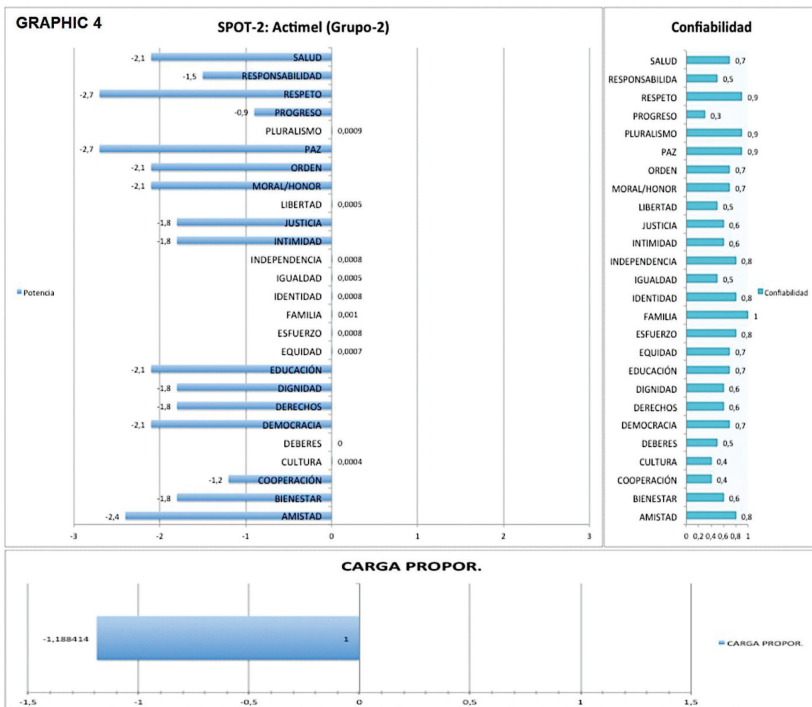 GRAPHIC 4
SPOT-2: Actimel (Grupo-2)
-2,1 SALUD
-1,5 RESPONSABILIDAD
-2,7 RESPETO
-0,9 PROGRESO
PLURALISMO 0,0009
-2,7 PAZ
-2,1 ORDEN
-2,1 MORAL/HONOR
LIBERTAD 0,0005
-1,8 JUSTICIA
-1,8 INTIMIDAD
INDEPENDENCIA 0,0008
IGUALDAD 0,0005
Potencia
IDENTIDAD 0,0008
FAMILIA 0,001
ESFUERZO 0,0008
EQUIDAD 0,0007
-2,1 EDUCACIÓN
-1,8 DIGNIDAD
-1,8 DERECHOS
-2,1 DEMOCRACIA
DEBERES 0
CULTURA 0,0004
-1,2 COOPERACIÓN
-1,8 BIENESTAR
-2,4 AMISTAD
-3 -2 -1 0 1 2 3
Confiabilidad
SALUD 0,7
RESPONSABILIDA 0,5
RESPETO 0,9
PROGRESO 0,3
PLURALISMO 0,9
PAZ 0,9
ORDEN 0,7
MORAL/HONOR 0,7
LIBERTAD 0,5
JUSTICIA 0,6
INTIMIDAD 0,6
INDEPENDENCIA 0,8
IGUALDAD 0,5
IDENTIDAD 0,8
Confiabilidad
FAMILIA 1
ESFUERZO 0,8
EQUIDAD 0,7
EDUCACIÓN 0,7
DIGNIDAD 0,6
DERECHOS 0,6
DEMOCRACIA 0,7
DEBERES 0,5
CULTURA 0,4
COOPERACIÓN 0,4
BIENESTAR 0,6
AMISTAD 0,8
0 0,2 0,4 0,6 0,8 1
CARGA PROPOR.
-1,188414 1
CARGA PROPOR.
-1,5 -1 -0,5 0 0,5 1 1,5